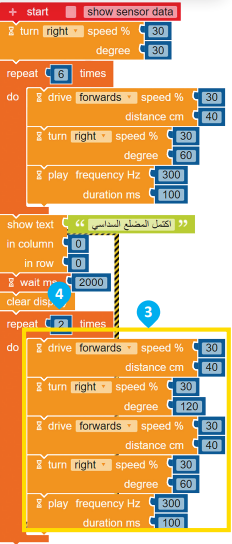 + start show sensor data
turn right speed % 30
degree 30
repeat 6 times
do drive forwards speed % 30
distance cm 40
turn right speed % 30
degree 60
play frequency Hz 300
duration ms 100
show text “ اكتمل المضلع السداسي ”
in column 0
in row 0
wait ms 2000
clear disp
4
3
repeat 2 times
do drive forwards speed % 30
distance cm 40
turn right speed % 30
degree 120
drive forwards speed % 30
distance cm 40
turn right speed % 30
degree 60
play frequency Hz 300
duration ms 100